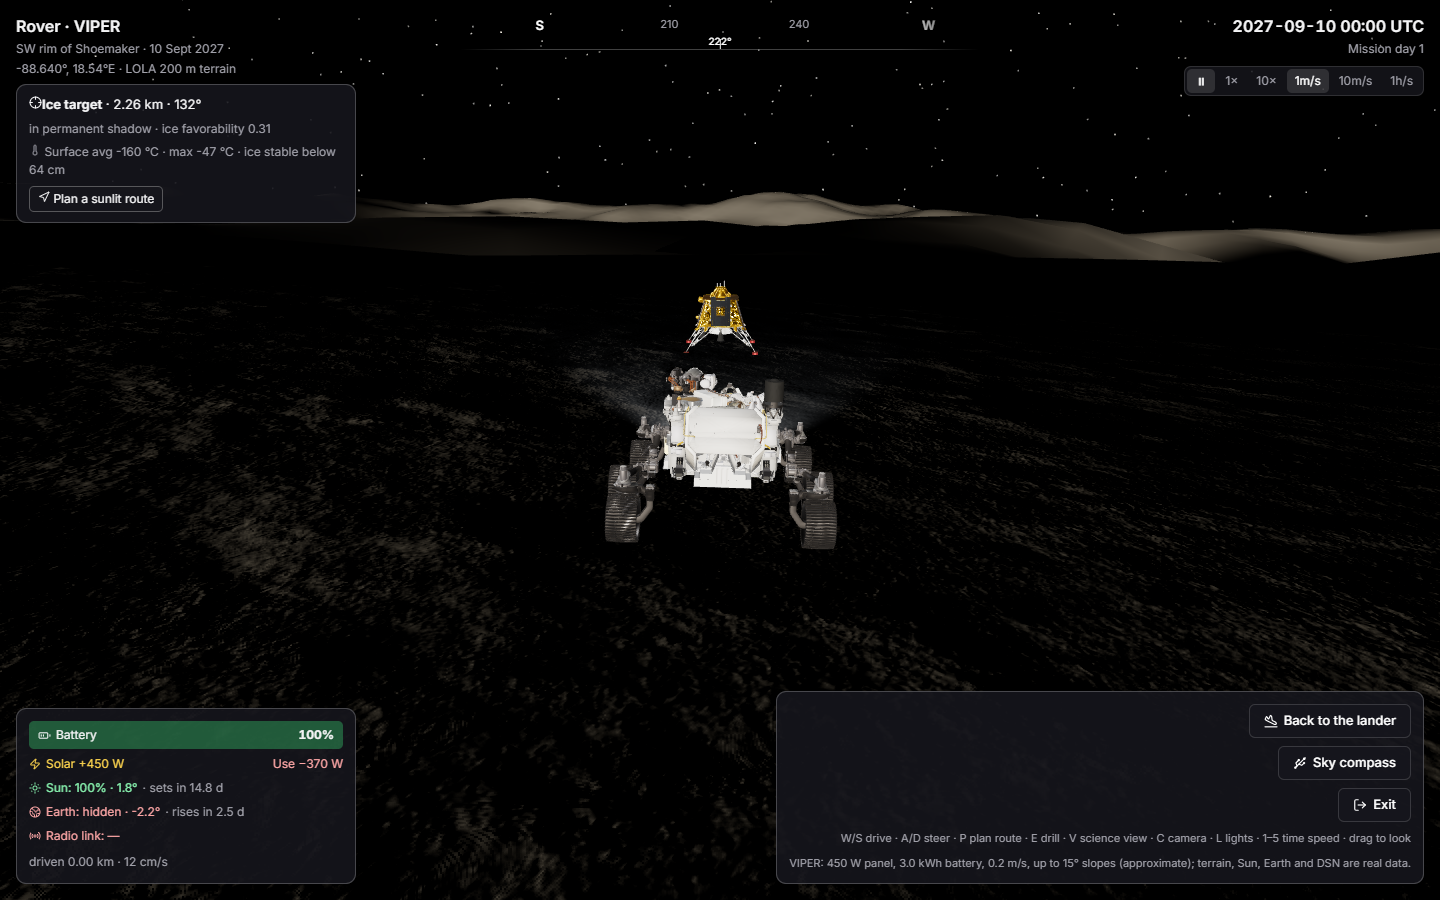 Rover · VIPER
SW rim of Shoemaker · 10 Sept 2027 ·
-88.640°, 18.54°E · LOLA 200 m terrain
Ice target · 2.26 km · 132°
in permanent shadow · ice favorability 0.31
Surface avg -160 °C · max -47 °C · ice stable below
64 cm
Plan a sunlit route
S 210 240 W
222°
2027-09-10 00:00 UTC
Mission day 1
1× 10× 1m/s 10m/s 1h/s
Battery 100%
Solar +450 W Use −370 W
Sun: 100% · 1.8° · sets in 14.8 d
Earth: hidden · -2.2° · rises in 2.5 d
Radio link: —
driven 0.00 km · 12 cm/s
Back to the lander
Sky compass
Exit
W/S drive · A/D steer · P plan route · E drill · V science view · C camera · L lights · 1–5 time speed · drag to look
VIPER: 450 W panel, 3.0 kWh battery, 0.2 m/s, up to 15° slopes (approximate); terrain, Sun, Earth and DSN are real data.